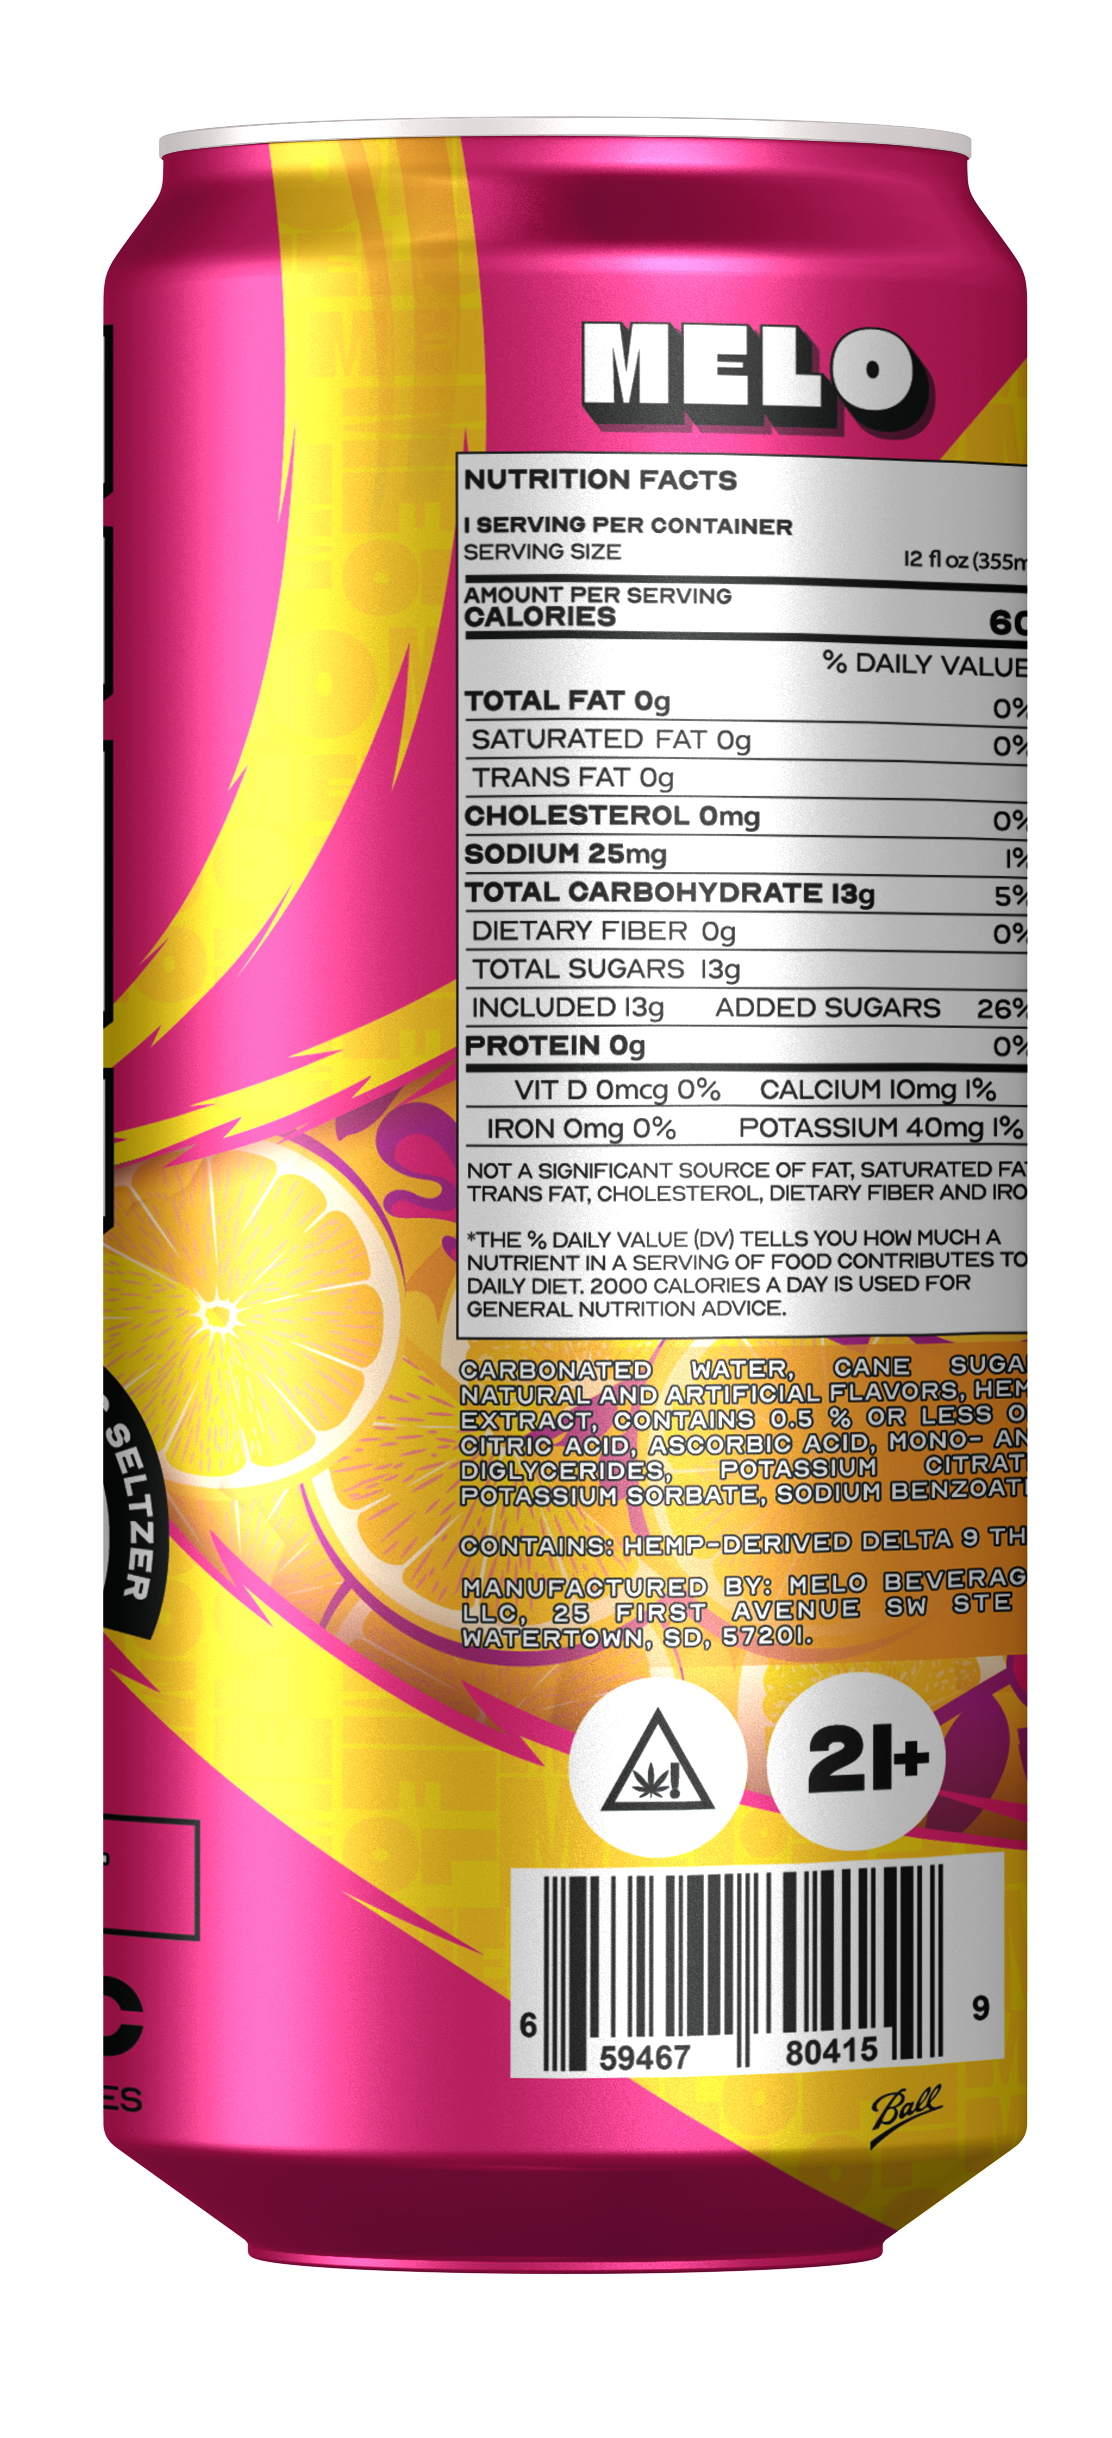 MELO
NUTRITION FACTS
1 SERVING PER CONTAINER
SERVING SIZE 12 fl oz (355m
AMOUNT PER SERVING
CALORIES 60
% DAILY VALUE
TOTAL FAT 0g 0%
SATURATED FAT 0g 0%
TRANS FAT 0g
CHOLESTEROL 0mg 0%
SODIUM 25mg 1%
TOTAL CARBOHYDRATE 13g 5%
DIETARY FIBER 0g 0%
TOTAL SUGARS 13g
INCLUDED 13g ADDED SUGARS 26%
PROTEIN 0g 0%
VIT D 0mcg 0% CALCIUM 10mg 1%
IRON 0mg 0% POTASSIUM 40mg 1%
NOT A SIGNIFICANT SOURCE OF FAT, SATURATED FAT
TRANS FAT, CHOLESTEROL, DIETARY FIBER AND IRO
*THE % DAILY VALUE (DV) TELLS YOU HOW MUCH A
NUTRIENT IN A SERVING OF FOOD CONTRIBUTES TO
DAILY DIET. 2000 CALORIES A DAY IS USED FOR
GENERAL NUTRITION ADVICE.
CARBONATED WATER, CANE SUGA
NATURAL AND ARTIFICIAL FLAVORS, HEM
EXTRACT, CONTAINS 0.5 % OR LESS O
CITRIC ACID, ASCORBIC ACID, MONO- AN
DIGLYCERIDES, POTASSIUM CITRAT
POTASSIUM SORBATE, SODIUM BENZOAT
CONTAINS: HEMP-DERIVED DELTA 9 TH
MANUFACTURED BY: MELO BEVERAG
LLC, 25 FIRST AVENUE SW STE
WATERTOWN, SD, 57201.
SELTZER
21+
6 59467 80415 9
C
ES
Ball